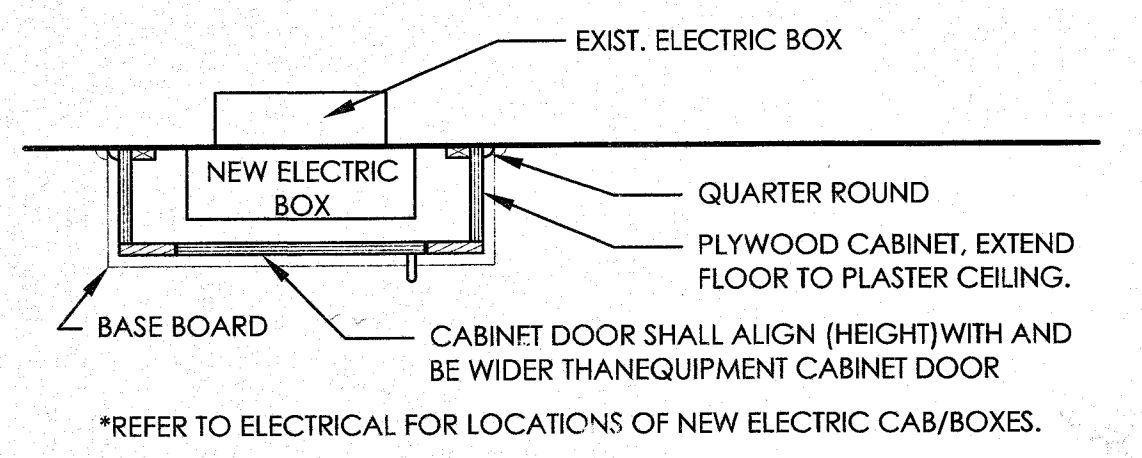 EXIST. ELECTRIC BOX
NEW ELECTRIC
BOX
QUARTER ROUND
PLYWOOD CABINET, EXTEND
FLOOR TO PLASTER CEILING.
BASE BOARD
CABINET DOOR SHALL ALIGN (HEIGHT)WITH AND
BE WIDER THANEQUIPMENT CABINET DOOR
*REFER TO ELECTRICAL FOR LOCATIONS OF NEW ELECTRIC CAB/BOXES.